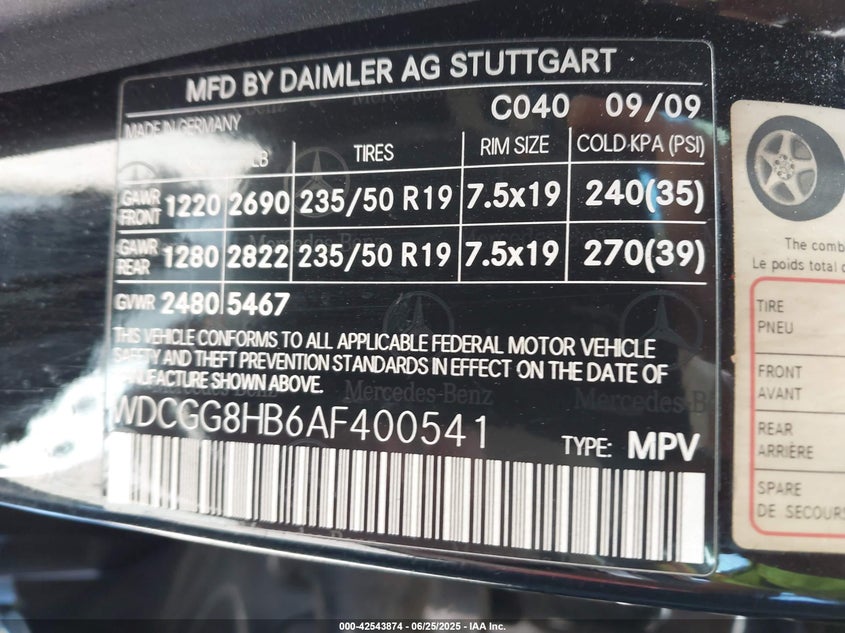 MFD BY DAIMLER AG STUTTGART
C040 09/09
MADE IN GERMANY
LB TIRES RIM SIZE COLD KPA (PSI)
GAWR FRONT 1220 2690 235/50 R19 7.5x19 240(35)
GAWR REAR 1280 2822 235/50 R19 7.5x19 270(39)
GVWR 2480 5467
THIS VEHICLE CONFORMS TO ALL APPLICABLE FEDERAL MOTOR VEHICLE
SAFETY AND THEFT PREVENTION STANDARDS IN EFFECT ON THE DATE OF
MANUFACTURE SHOWN ABOVE.
Mercedes-Benz
WDCGG8HB6AF400541
TYPE: MPV
The comb
Le poids total
TIRE
PNEU
FRONT
AVANT
REAR
ARRIÈRE
SPARE
DE SECOURS
000-42543874 - 06/25/2025 - IAA Inc.